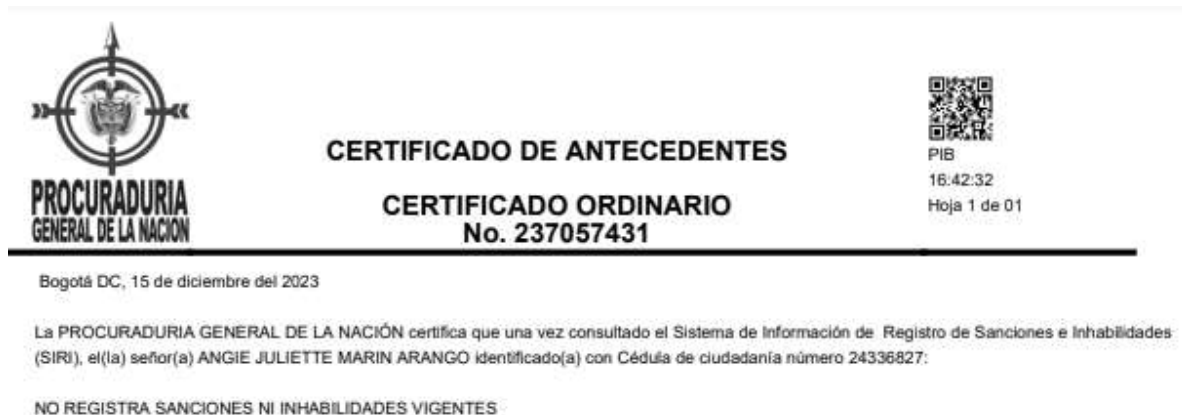 PROCURADURIA
GENERAL DE LA NACION
CERTIFICADO DE ANTECEDENTES
CERTIFICADO ORDINARIO
No. 237057431
PIB
16:42:32
Hoja 1 de 01
Bogotá DC, 15 de diciembre del 2023
La PROCURADURIA GENERAL DE LA NACIÓN certifica que una vez consultado el Sistema de Información de Registro de Sanciones e Inhabilidades
(SIRI), el(la) señor(a) ANGIE JULIETTE MARIN ARANGO identificado(a) con Cédula de ciudadanía número 24336827:
NO REGISTRA SANCIONES NI INHABILIDADES VIGENTES